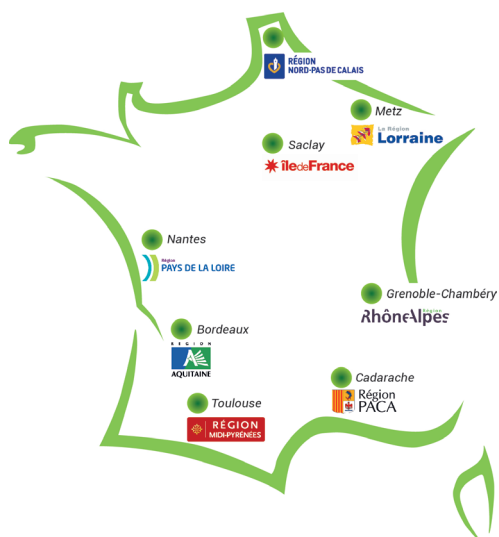 RÉGION
NORD-PAS DE CALAIS
Metz
La Région
Lorraine
Saclay
îledeFrance
Nantes
Région
PAYS DE LA LOIRE
Grenoble-Chambéry
Région
RhôneAlpes
Bordeaux
REGION
AQUITAINE
Cadarache
Région
PACA
Toulouse
RÉGION
MIDI-PYRÉNÉES